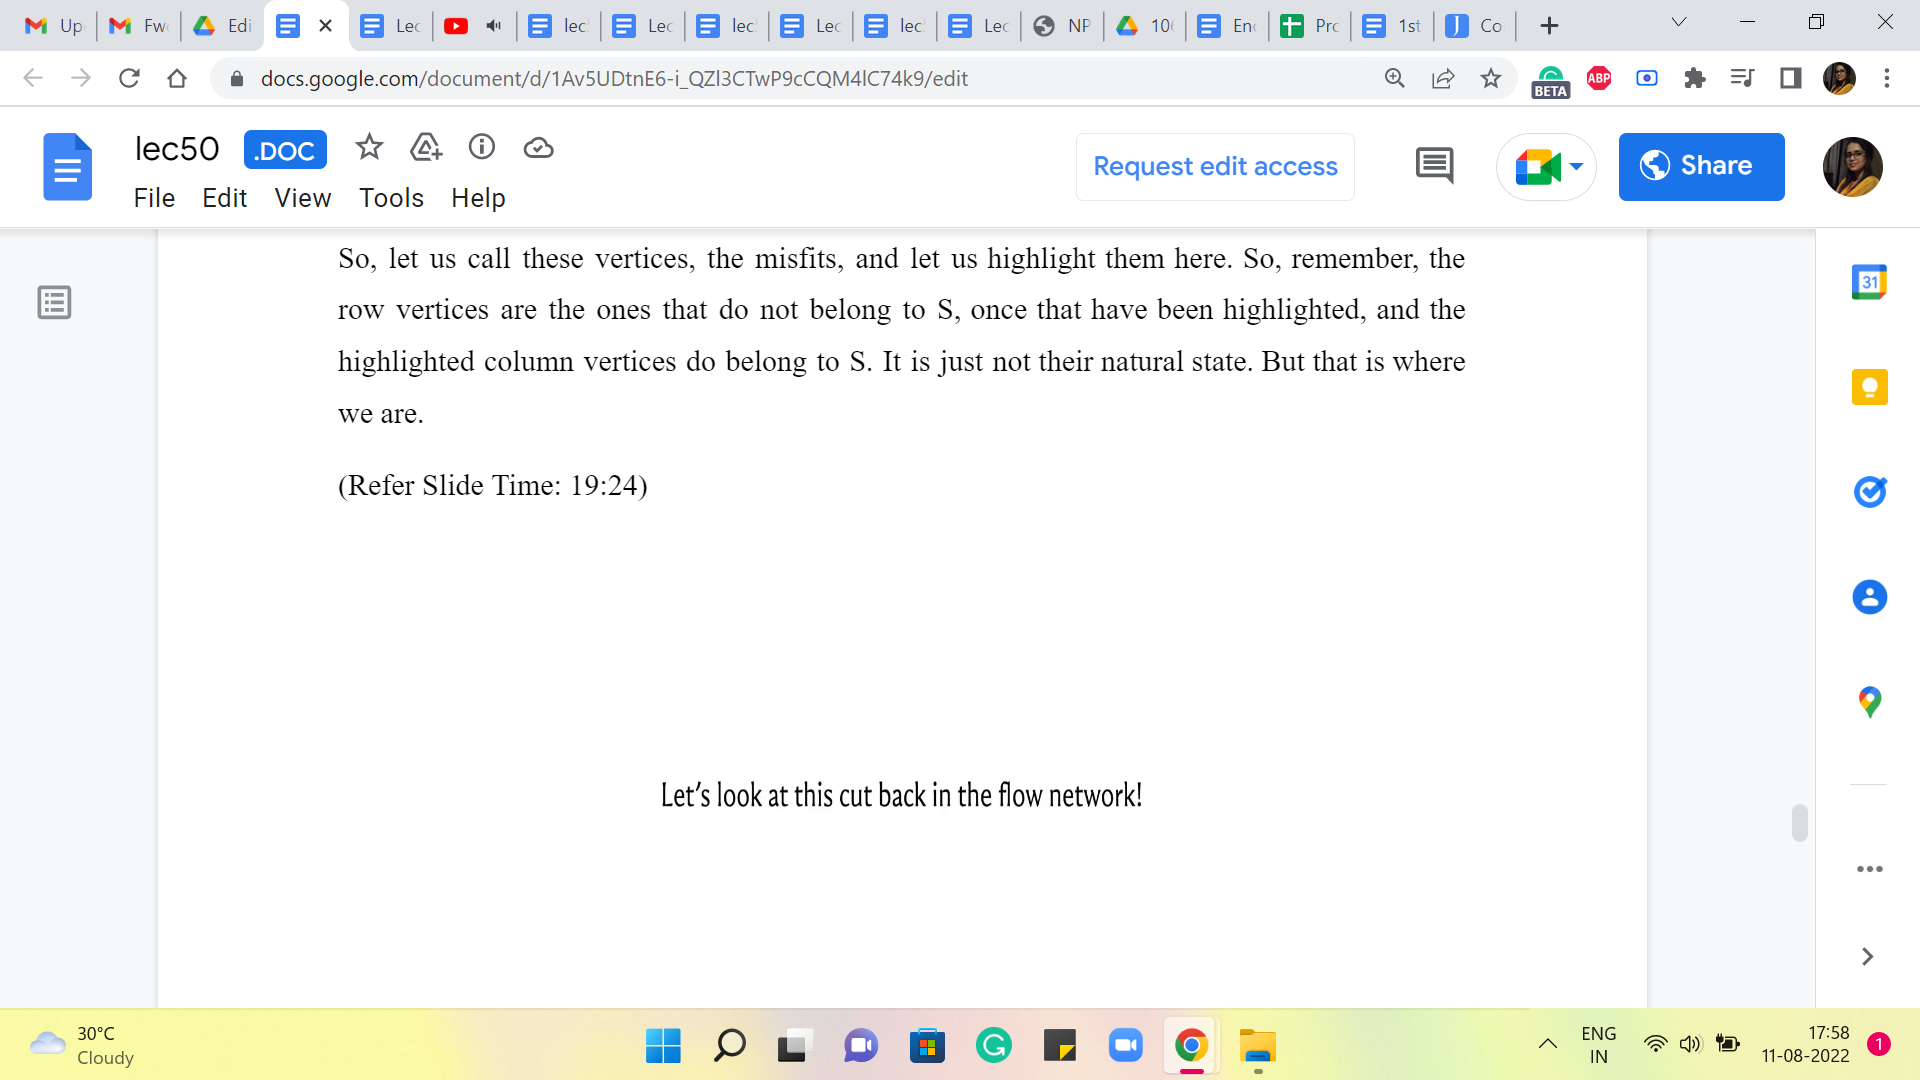 Up
Fw
Edi
Lec
lec
Lec
lec
Lec
lec
Lec
NP
10
En
Pro
1st
Co
docs.google.com/document/d/1Av5UDtnE6-i_QZl3CTwP9cCQM4lC74k9/edit
ABP
BETA
lec50
.DOC
File Edit View Tools Help
Request edit access
Share
So, let us call these vertices, the misfits, and let us highlight them here. So, remember, the
row vertices are the ones that do not belong to S, once that have been highlighted, and the
highlighted column vertices do belong to S. It is just not their natural state. But that is where
we are.
(Refer Slide Time: 19:24)
Let's look at this cut back in the flow network!
31
30°C
Cloudy
ENG
IN
17:58
11-08-2022
1